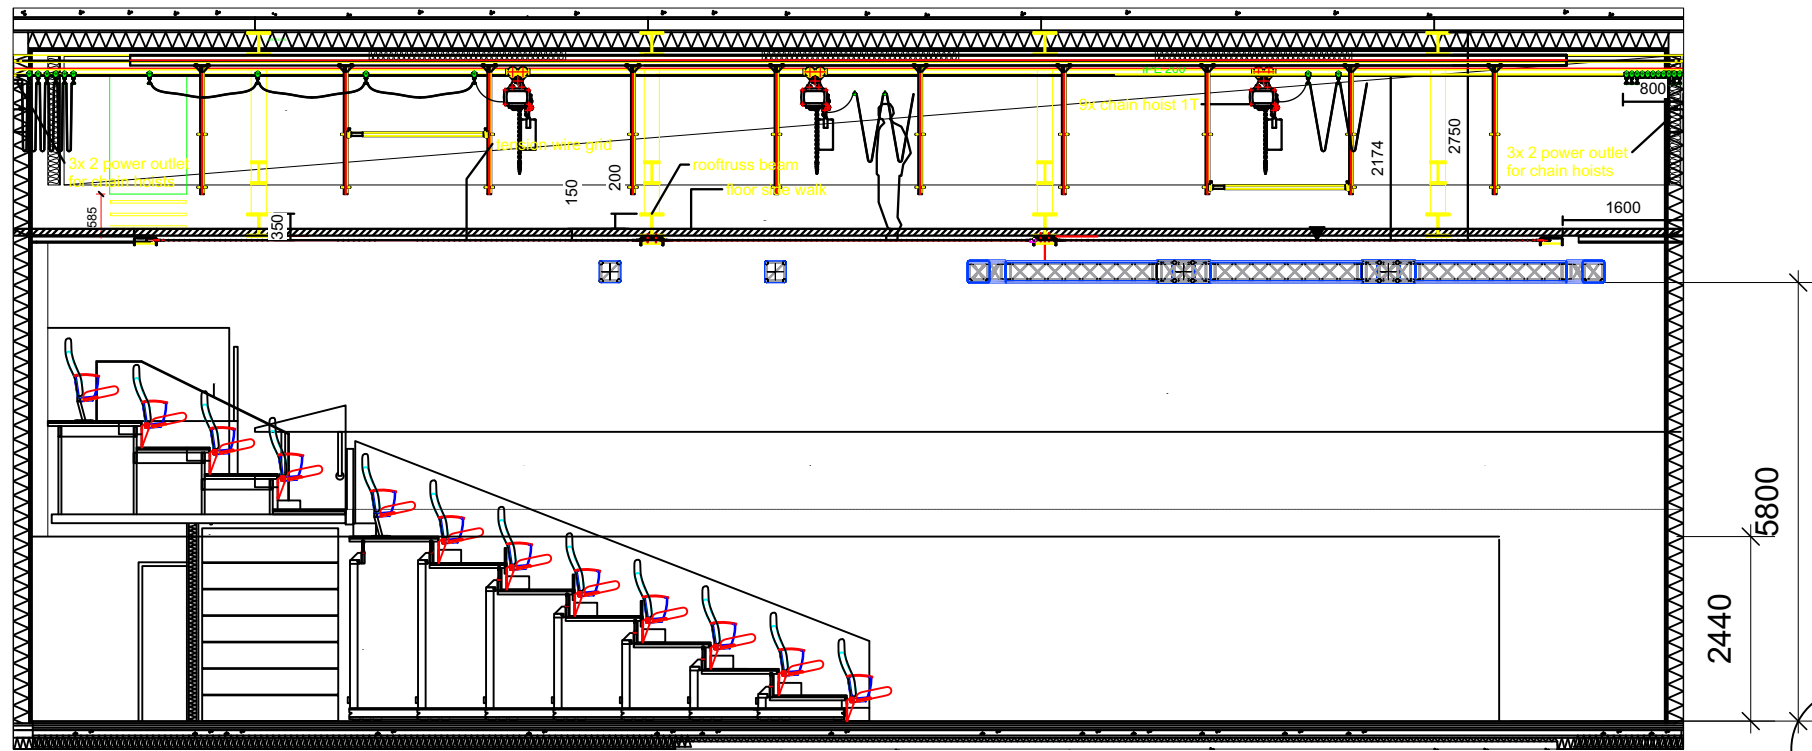 IPE 200
800
9x chain hoist 1T
2750
2174
tension wire grid
3x 2 power outlet
for chain hoists
3x 2 power outlet
for chain hoists
rooftruss beam
200
150
floor side walk
585
350
1600
5800
2440